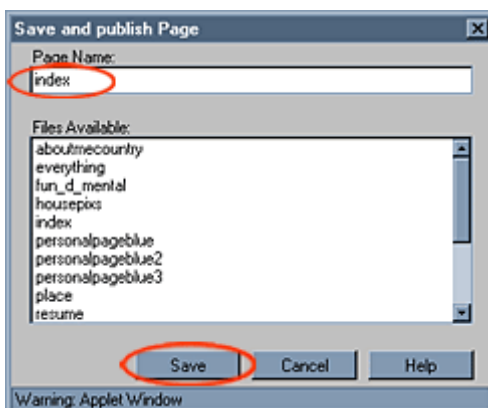 Save and publish Page
Page Name:
index
Files Available:
aboutmecountry
everything
fun_d_mental
housepixs
index
personalpageblue
personalpageblue2
personalpageblue3
place
resume
Save Cancel Help
Warning: Applet Window